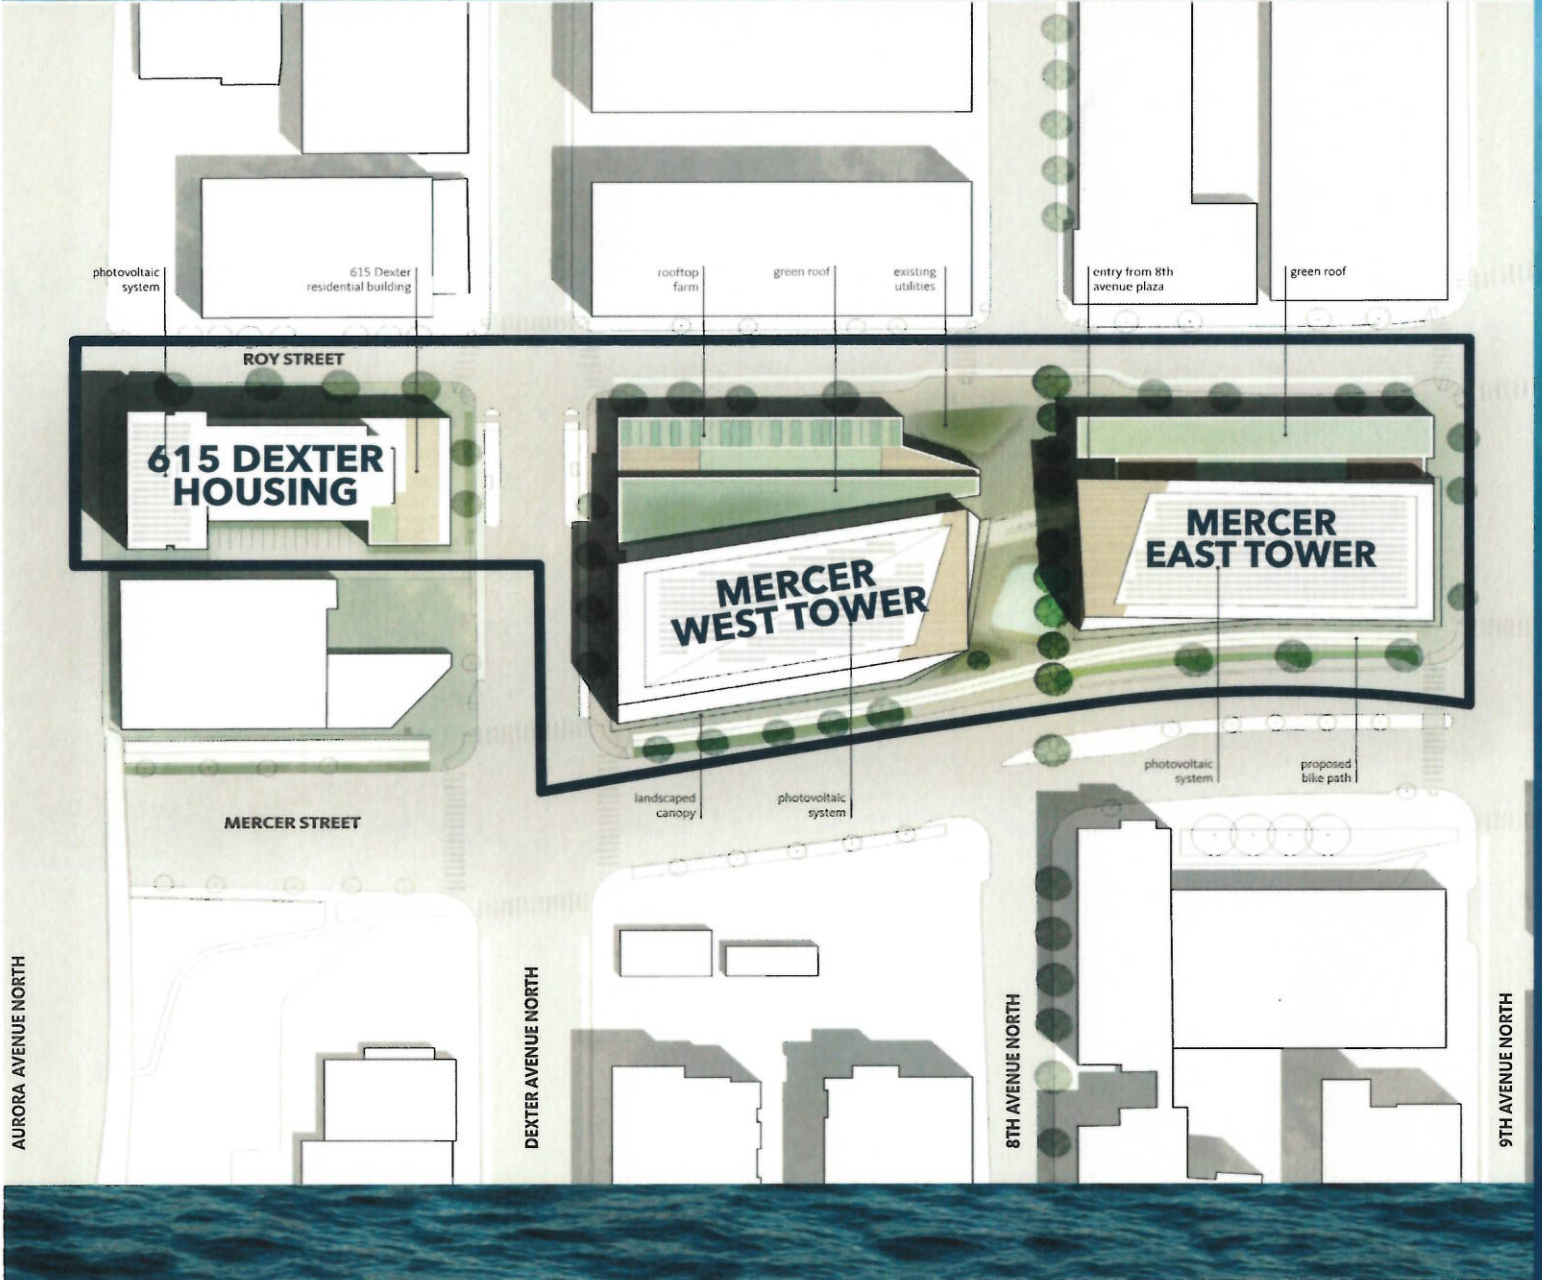 photovoltaic
system
615 Dexter
residential building
rooftop
farm
green roof
existing
utilities
entry from 8th
avenue plaza
green roof
ROY STREET
615 DEXTER
HOUSING
MERCER
WEST TOWER
MERCER
EAST TOWER
landscaped
canopy
photovoltaic
system
photovoltaic
system
proposed
bike path
MERCER STREET
AURORA AVENUE NORTH
DEXTER AVENUE NORTH
8TH AVENUE NORTH
9TH AVENUE NORTH